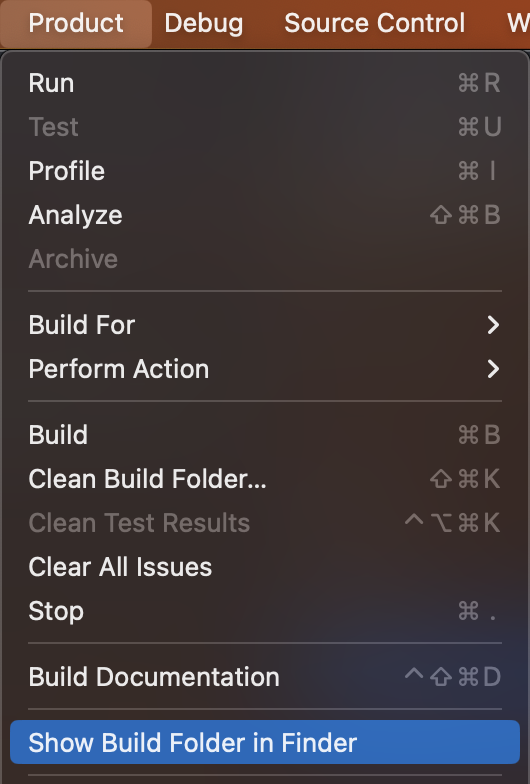 Product Debug Source Control W
Run ⌘R
Test ⌘U
Profile ⌘I
Analyze ⇧⌘B
Archive
Build For
Perform Action
Build ⌘B
Clean Build Folder... ⇧⌘K
Clean Test Results ^⌥⌘K
Clear All Issues
Stop ⌘.
Build Documentation ^⇧⌘D
Show Build Folder in Finder